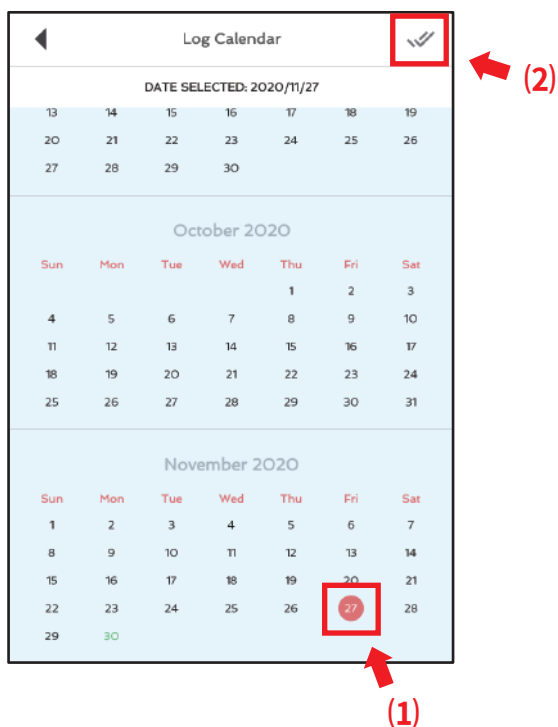 Log Calendar
(2)
DATE SELECTED: 2020/11/27
13 14 15 16 17 18 19
20 21 22 23 24 25 26
27 28 29 30
October 2020
Sun Mon Tue Wed Thu Fri Sat
1 2 3
4 5 6 7 8 9 10
11 12 13 14 15 16 17
18 19 20 21 22 23 24
25 26 27 28 29 30 31
November 2020
Sun Mon Tue Wed Thu Fri Sat
1 2 3 4 5 6 7
8 9 10 11 12 13 14
15 16 17 18 19 20 21
22 23 24 25 26 27 28
29 30
(1)